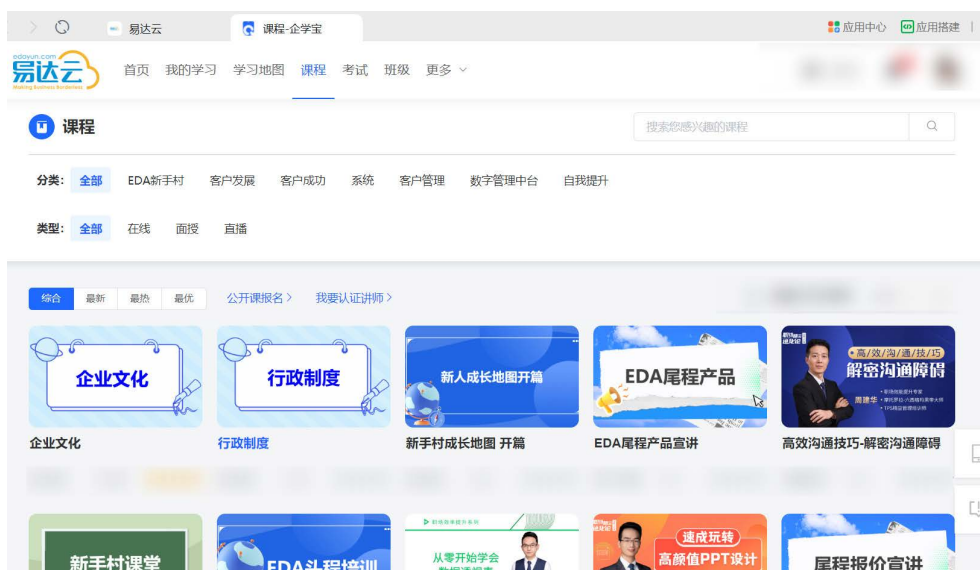 易达云
课程-企学宝
应用中心
应用搭建
edayun.com
易达云
Making Business Borderless
首页 我的学习 学习地图 课程 考试 班级 更多
课程
搜索您感兴趣的课程
分类： 全部 EDA新手村 客户发展 客户成功 系统 客户管理 数字管理中台 自我提升
类型： 全部 在线 面授 直播
综合 最新 最热 最优 公开课报名 我要认证讲师
企业文化
行政制度
新人成长地图开篇
EDA尾程产品
高/效/沟/通/技/巧
解密沟通障碍
周建华
企业文化
行政制度
新手村成长地图 开篇
EDA尾程产品宣讲
高效沟通技巧-解密沟通障碍
新手村课堂
EDA头程培训
从零开始学会
数据透视表
速成玩转
高颜值PPT设计
尾程报价宣讲